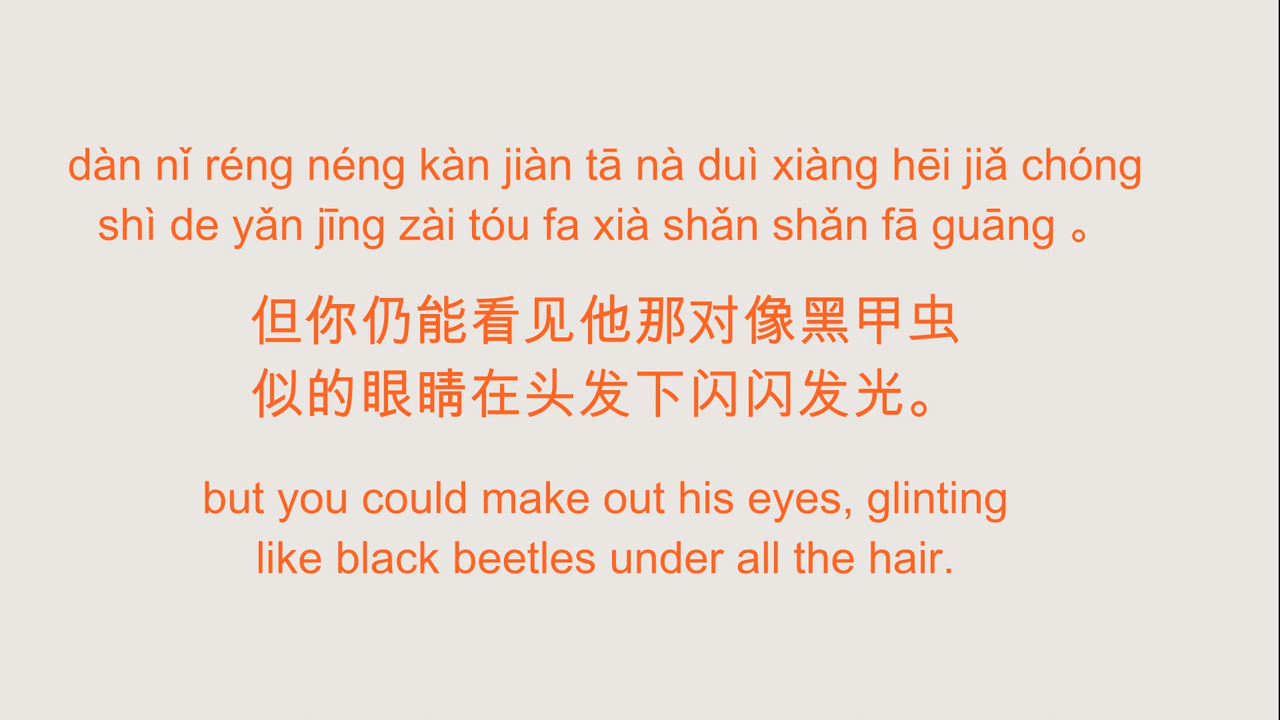 dàn nǐ réng néng kàn jiàn tā nà duì xiàng hēi jiǎ chóng
shì de yǎn jīng zài tóu fa xià shǎn shǎn fā guāng 。
但你仍能看见他那对像黑甲虫
似的眼睛在头发下闪闪发光。
but you could make out his eyes, glinting
like black beetles under all the hair.